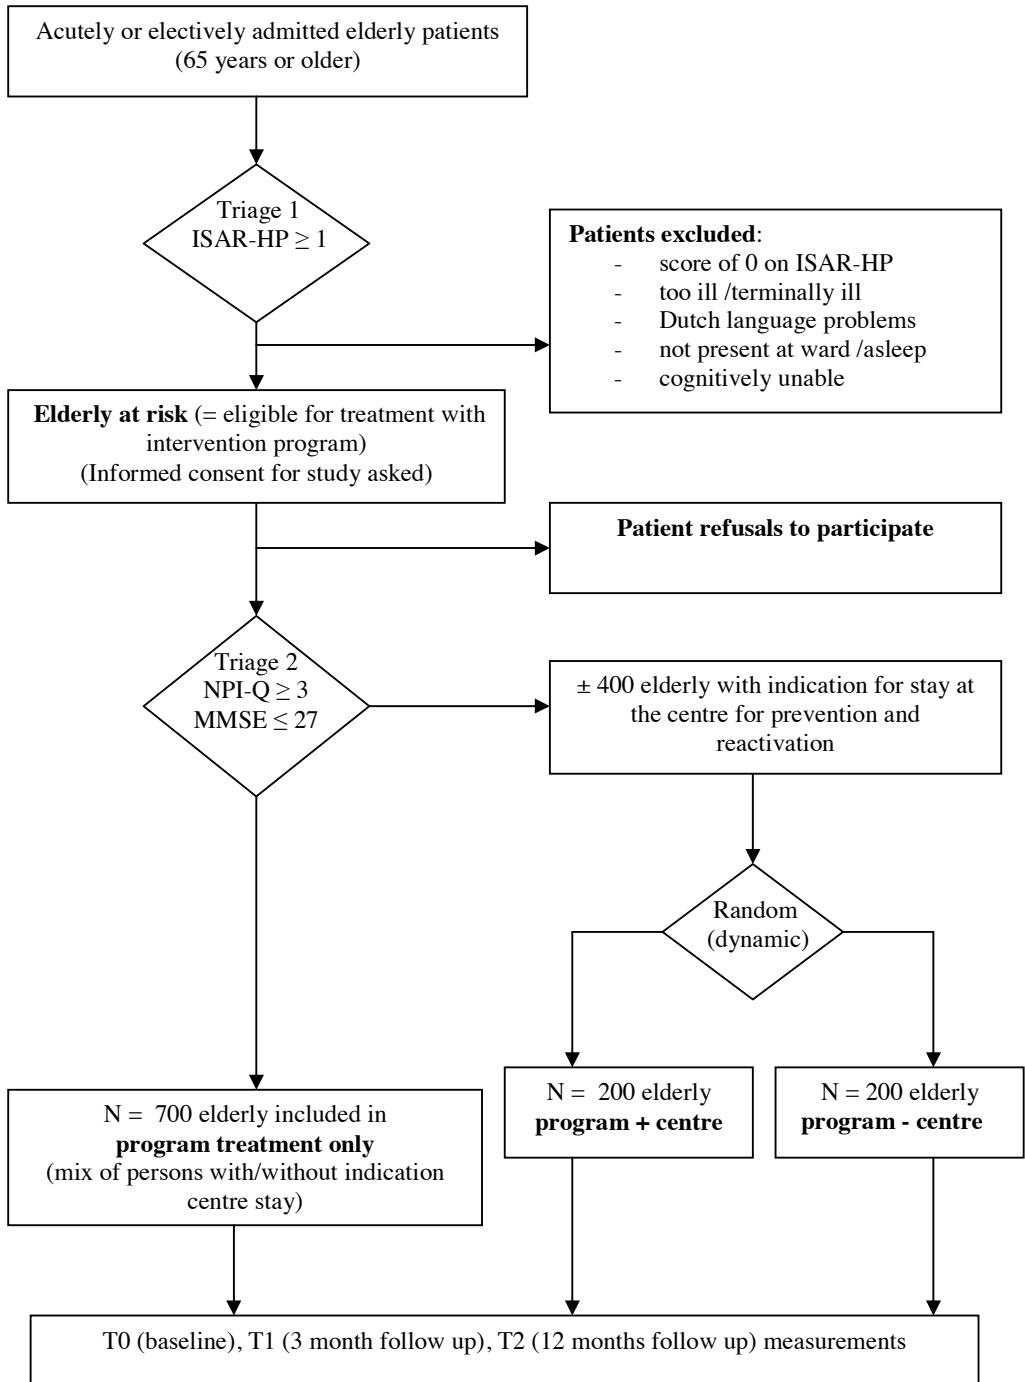 Acutely or electively admitted elderly patients
(65 years or older)
Triage 1
ISAR-HP ≥ 1
Patients excluded:
- score of 0 on ISAR-HP
- too ill /terminally ill
- Dutch language problems
- not present at ward /asleep
- cognitively unable
Elderly at risk (= eligible for treatment with
intervention program)
(Informed consent for study asked)
Patient refusals to participate
Triage 2
NPI-Q ≥ 3
MMSE ≤ 27
± 400 elderly with indication for stay at
the centre for prevention and
reactivation
Random
(dynamic)
N = 700 elderly included in
program treatment only
(mix of persons with/without indication
centre stay)
N = 200 elderly
program + centre
N = 200 elderly
program - centre
T0 (baseline), T1 (3 month follow up), T2 (12 months follow up) measurements